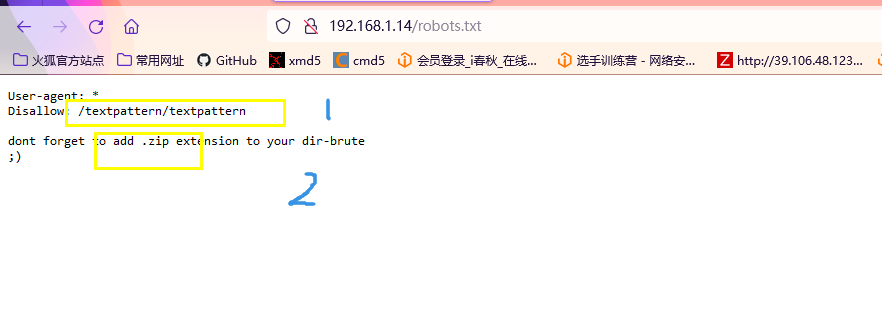 192.168.1.14/robots.txt
火狐官方站点 常用网址 GitHub xmd5 cmd5 会员登录_i春秋_在线... 选手训练营 - 网络安... http://39.106.48.123...
User-agent: *
Disallow: /textpattern/textpattern
1
dont forget to add .zip extension to your dir-brute
;)
2